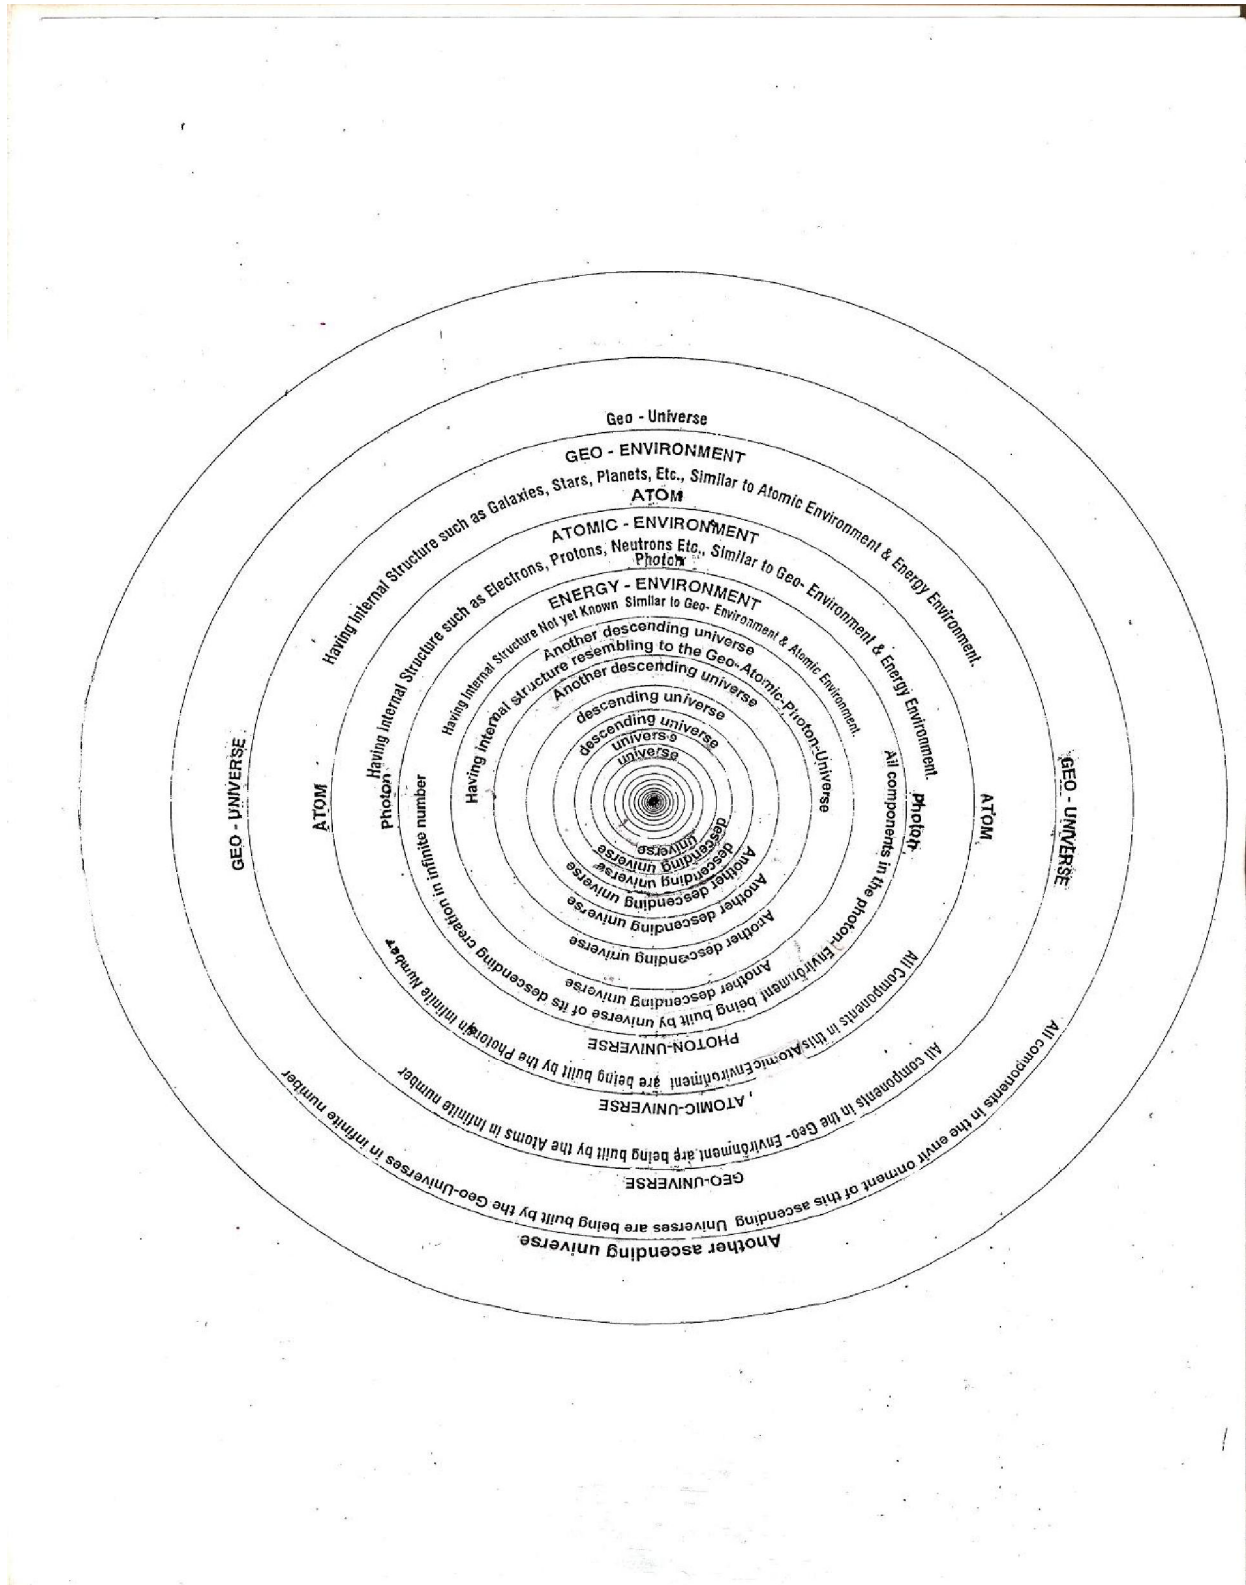 Geo - Universe
GEO - ENVIRONMENT
Having Internal Structure such as Galaxies, Stars, Planets, Etc., Similar to Atomic Environment & Energy Environment.
ATOM
ATOMIC - ENVIRONMENT
Having Internal Structure such as Electrons, Protons, Neutrons Etc., Similar to Geo- Environment & Energy Environment.
Photon
ENERGY - ENVIRONMENT
Having Internal Structure Not yet Known Similar to Geo- Environment & Atomic Environment.
Another descending universe
Having internal structure resembling to the Geo-Atomic-Photon-Universe
Another descending universe
descending universe
descending universe
universe
universe
GEO - UNIVERSE
ATOM
Photon
Photon
ATOM
GEO - UNIVERSE
universe
descending universe
descending universe
Another descending universe
Another descending universe
Another descending universe
Another descending universe
All components in the photon-Environment being built by universe of its descending creation in infinite number
PHOTON-UNIVERSE
All Components in this Atomic Environment are being built by the Photons in Infinite Number
ATOMIC-UNIVERSE
All components in the Geo- Environment are being built by the Atoms in Infinite number
GEO-UNIVERSE
All components in the envir onment of this ascending Universes are being built by the Geo-Universes in infinite number
Another ascending universe